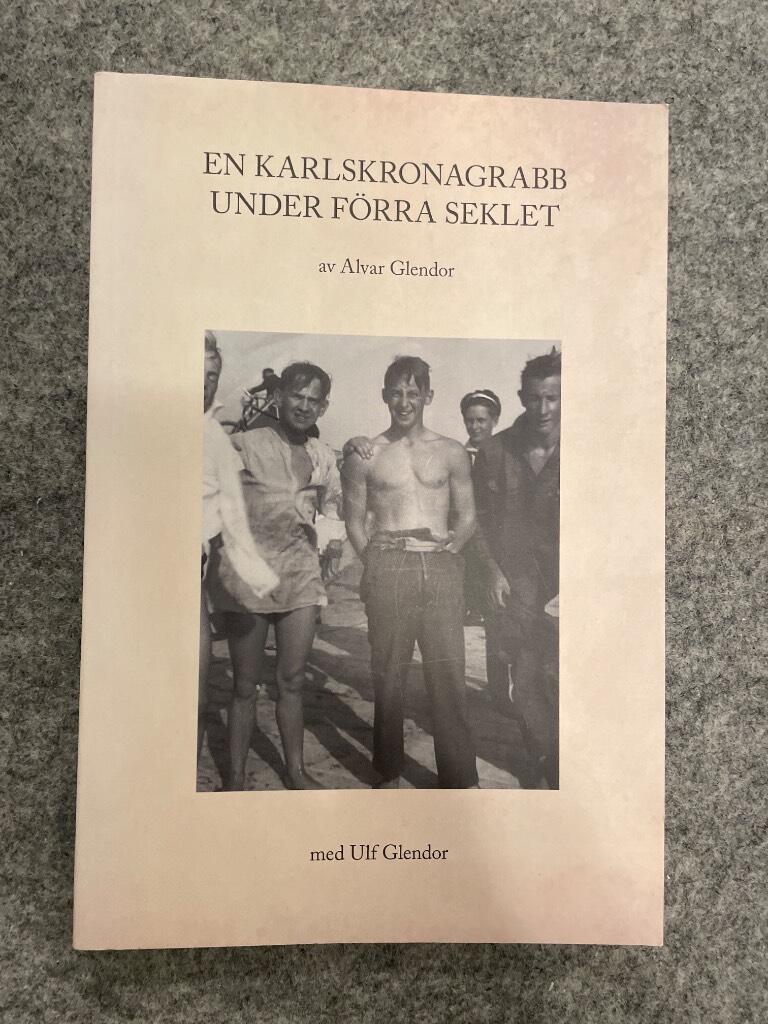 EN KARLSKRONAGRABB
UNDER FÖRRA SEKLET
av Alvar Glendor
med Ulf Glendor